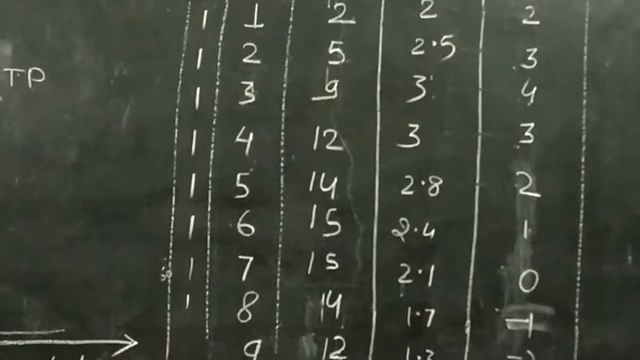 1 1 2 2 2
1 2 5 2.5 3
TP
1 3 9 3 4
1 4 12 3 3
1 5 14 2.8 2
1 6 15 2.4 1
1 7 15 2.1 0
1 8 14 1.7 -1
9 12